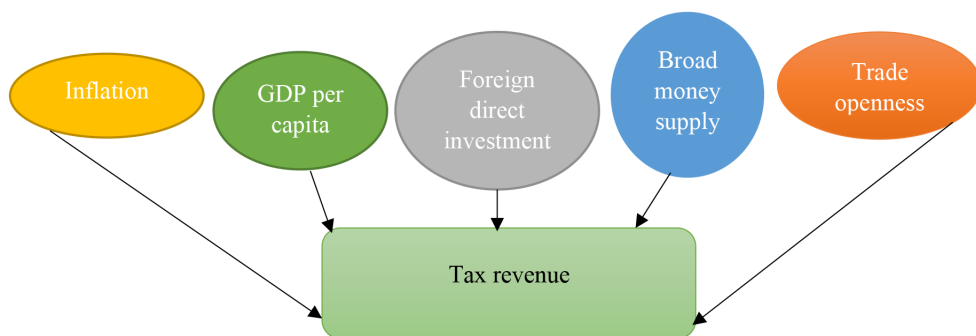 Inflation
GDP per
capita
Foreign
direct
investment
Broad
money
supply
Trade
openness
Tax revenue